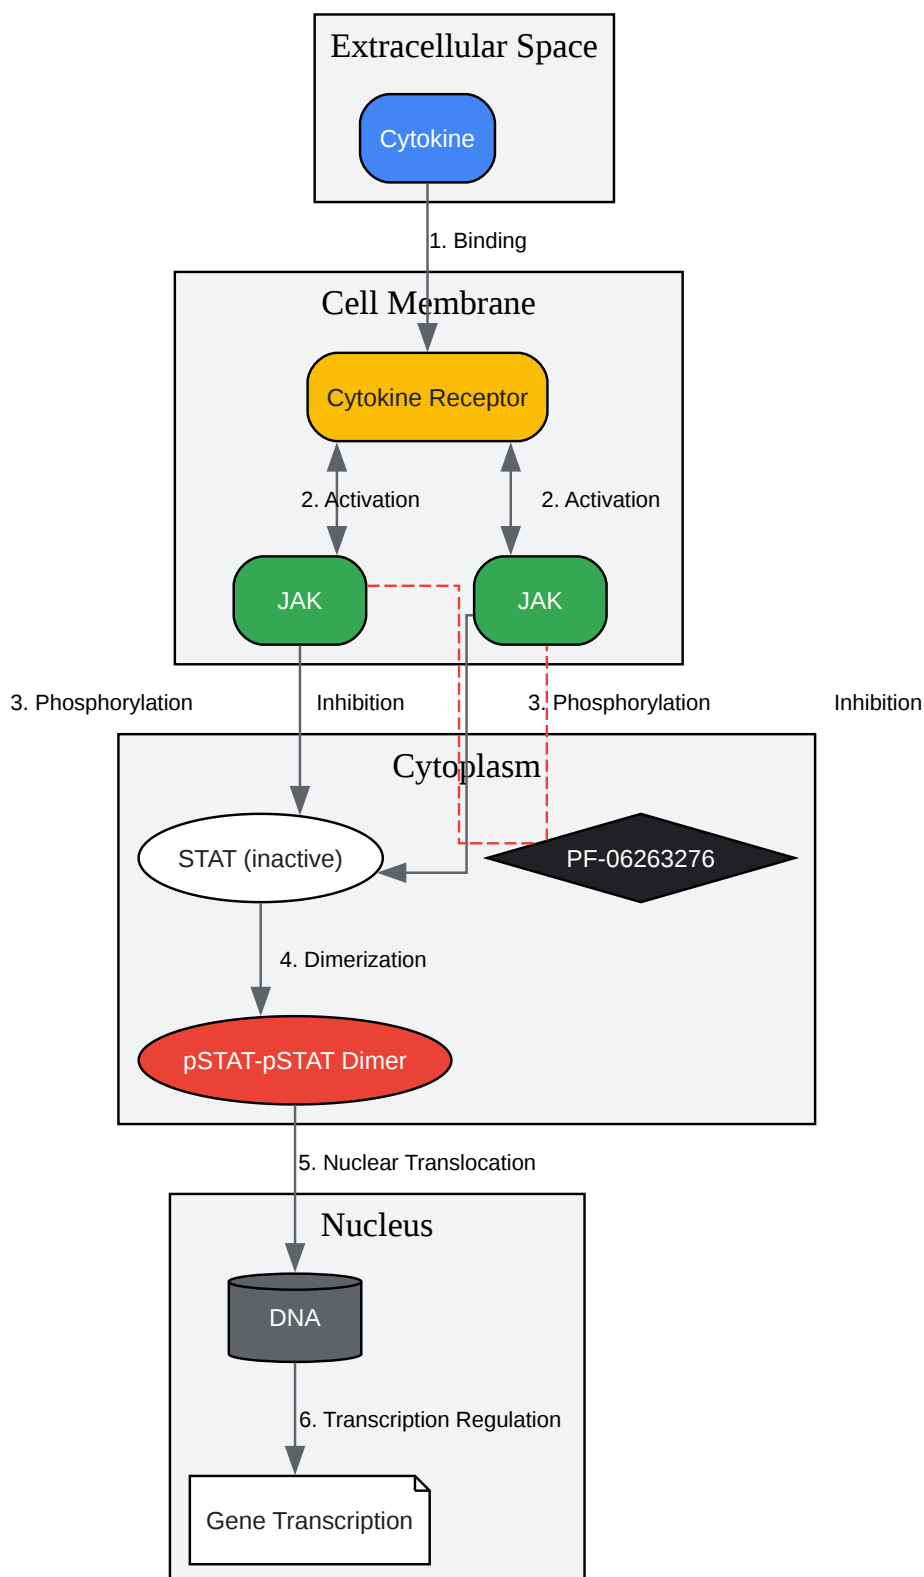 Extracellular Space
Cytokine
1. Binding
Cell Membrane
Cytokine Receptor
2. Activation
2. Activation
JAK
JAK
3. Phosphorylation
Inhibition
3. Phosphorylation
Inhibition
Cytoplasm
STAT (inactive)
PF-06263276
4. Dimerization
pSTAT-pSTAT Dimer
5. Nuclear Translocation
Nucleus
DNA
6. Transcription Regulation
Gene Transcription